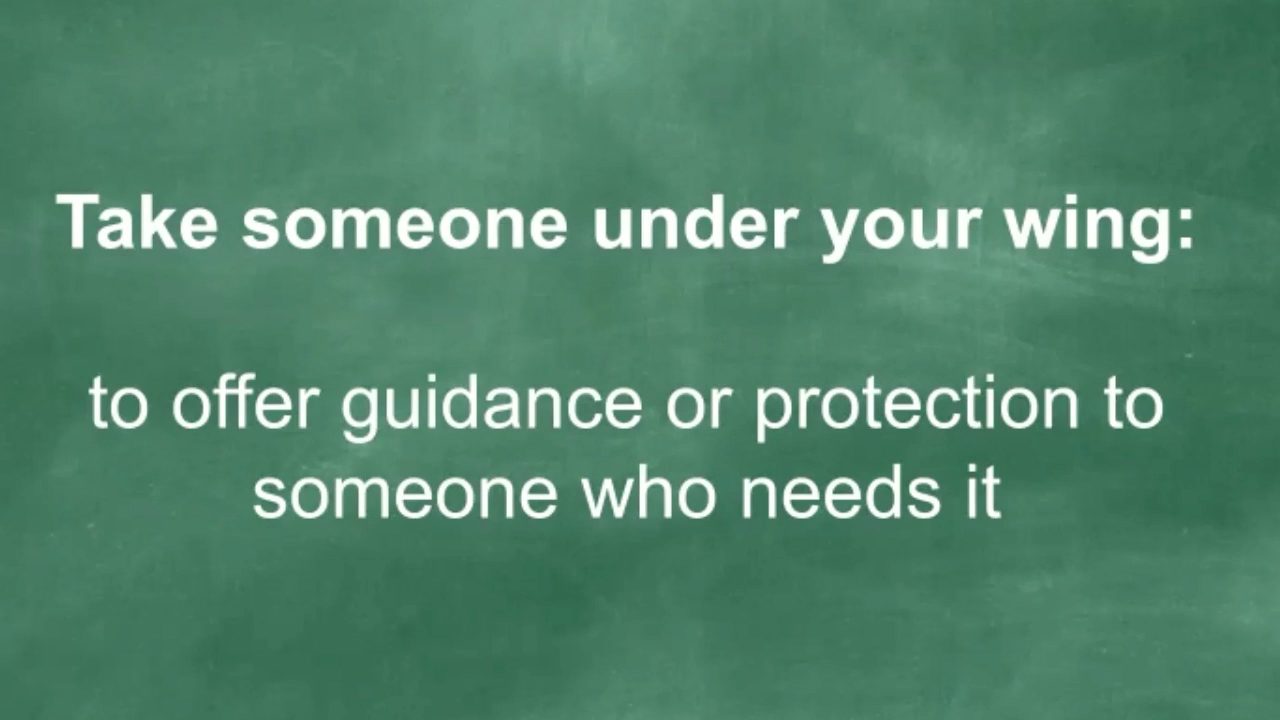 Take someone under your wing:
to offer guidance or protection to
someone who needs it